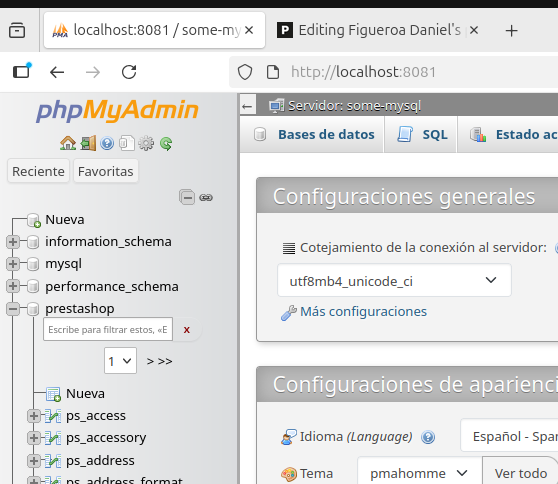 localhost:8081 / some-my
Editing Figueroa Daniel's
http://localhost:8081
phpMyAdmin
Reciente
Favoritas
Nueva
information_schema
mysql
performance_schema
prestashop
Escribe para filtrar estos, «E
x
1
> >>
Nueva
ps_access
ps_accessory
ps_address
ps_address_format
Servidor: some-mysql
Bases de datos
SQL
Estado ac
Configuraciones generales
Cotejamiento de la conexión al servidor:
utf8mb4_unicode_ci
Más configuraciones
Configuraciones de aparienci
Idioma (Language)
Español - Spa
Tema
pmahomme
Ver todo